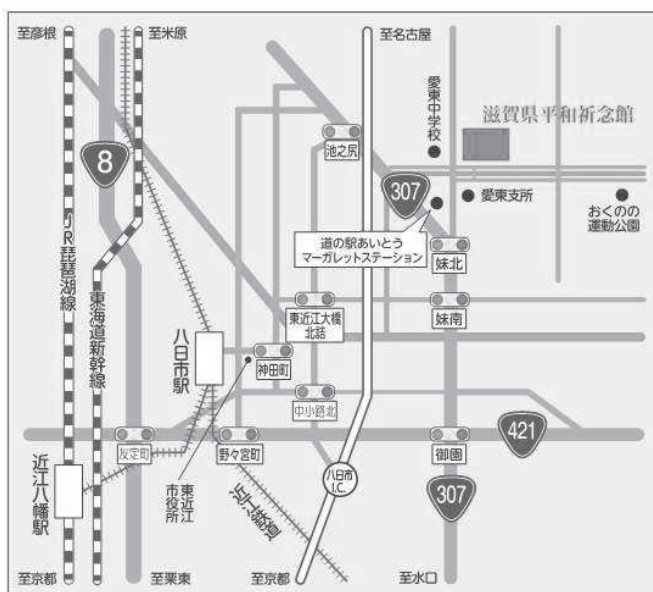 至彦根
至米原
至名古屋
愛東中学校
滋賀県平和祈念館
池之尻
8
307
愛東支所
おくのの
運動公園
JR琵琶湖線
東海道新幹線
道の駅あいとう
マーガレットステーション
妹北
東近江大橋
北詰
妹南
八日市駅
神田町
中小路北
421
友定町
野々宮町
御園
近江八幡駅
東近江
市役所
近江鉄道
八日市
I.C.
307
至京都
至栗東
至京都
至水口